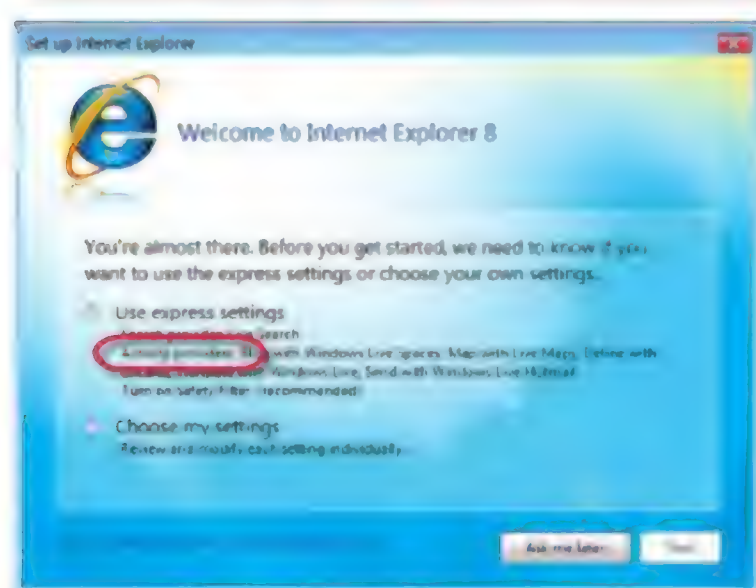 Set up Internet Explorer
Welcome to Internet Explorer 8
You're almost there. Before you get started, we need to know if you
want to use the express settings or choose your own settings.
Use express settings
Search
Activity providers: Blog with Windows Live Spaces, Map with Live Maps, Define with
Windows Live, Send with Windows Live Hotmail
Turn on Safety Filter (recommended)
Choose my settings
Review and modify each setting individually.
Ask me later